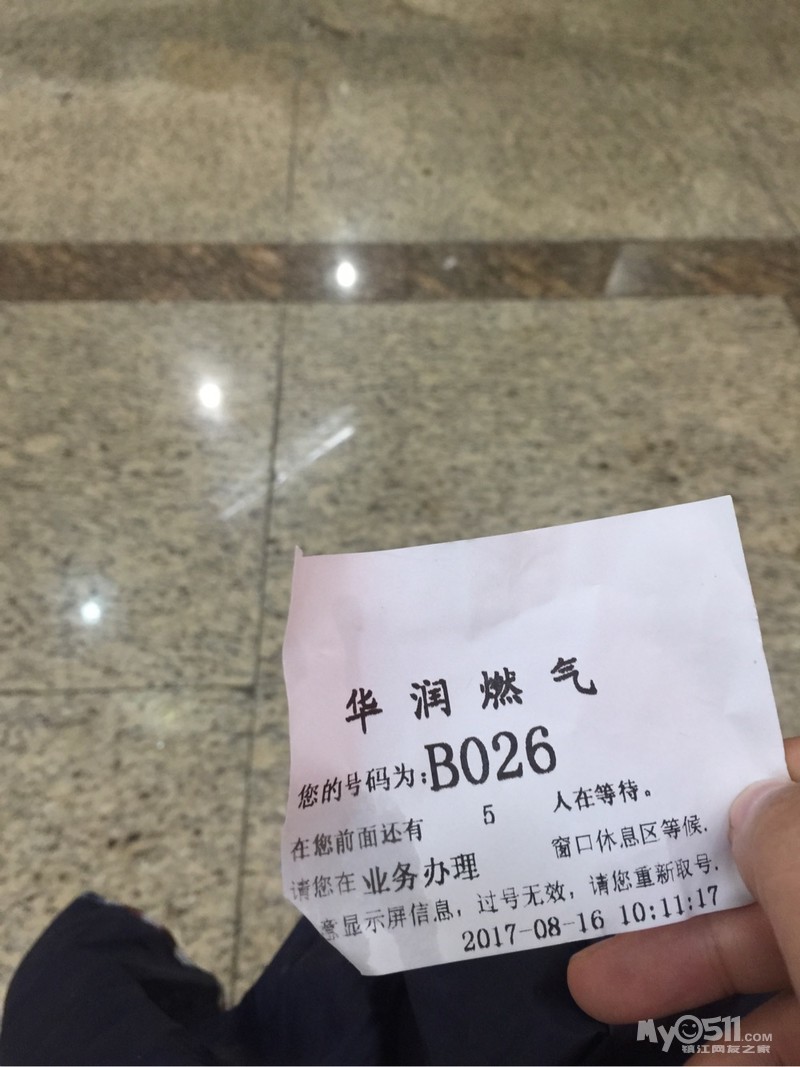 华润燃气
您的号码为:B026
在您前面还有 5 人在等待。
请您在 业务办理 窗口休息区等候.
意显示屏信息，过号无效，请您重新取号.
2017-08-16 10:11:17
My0511.COM
镇江网友之家